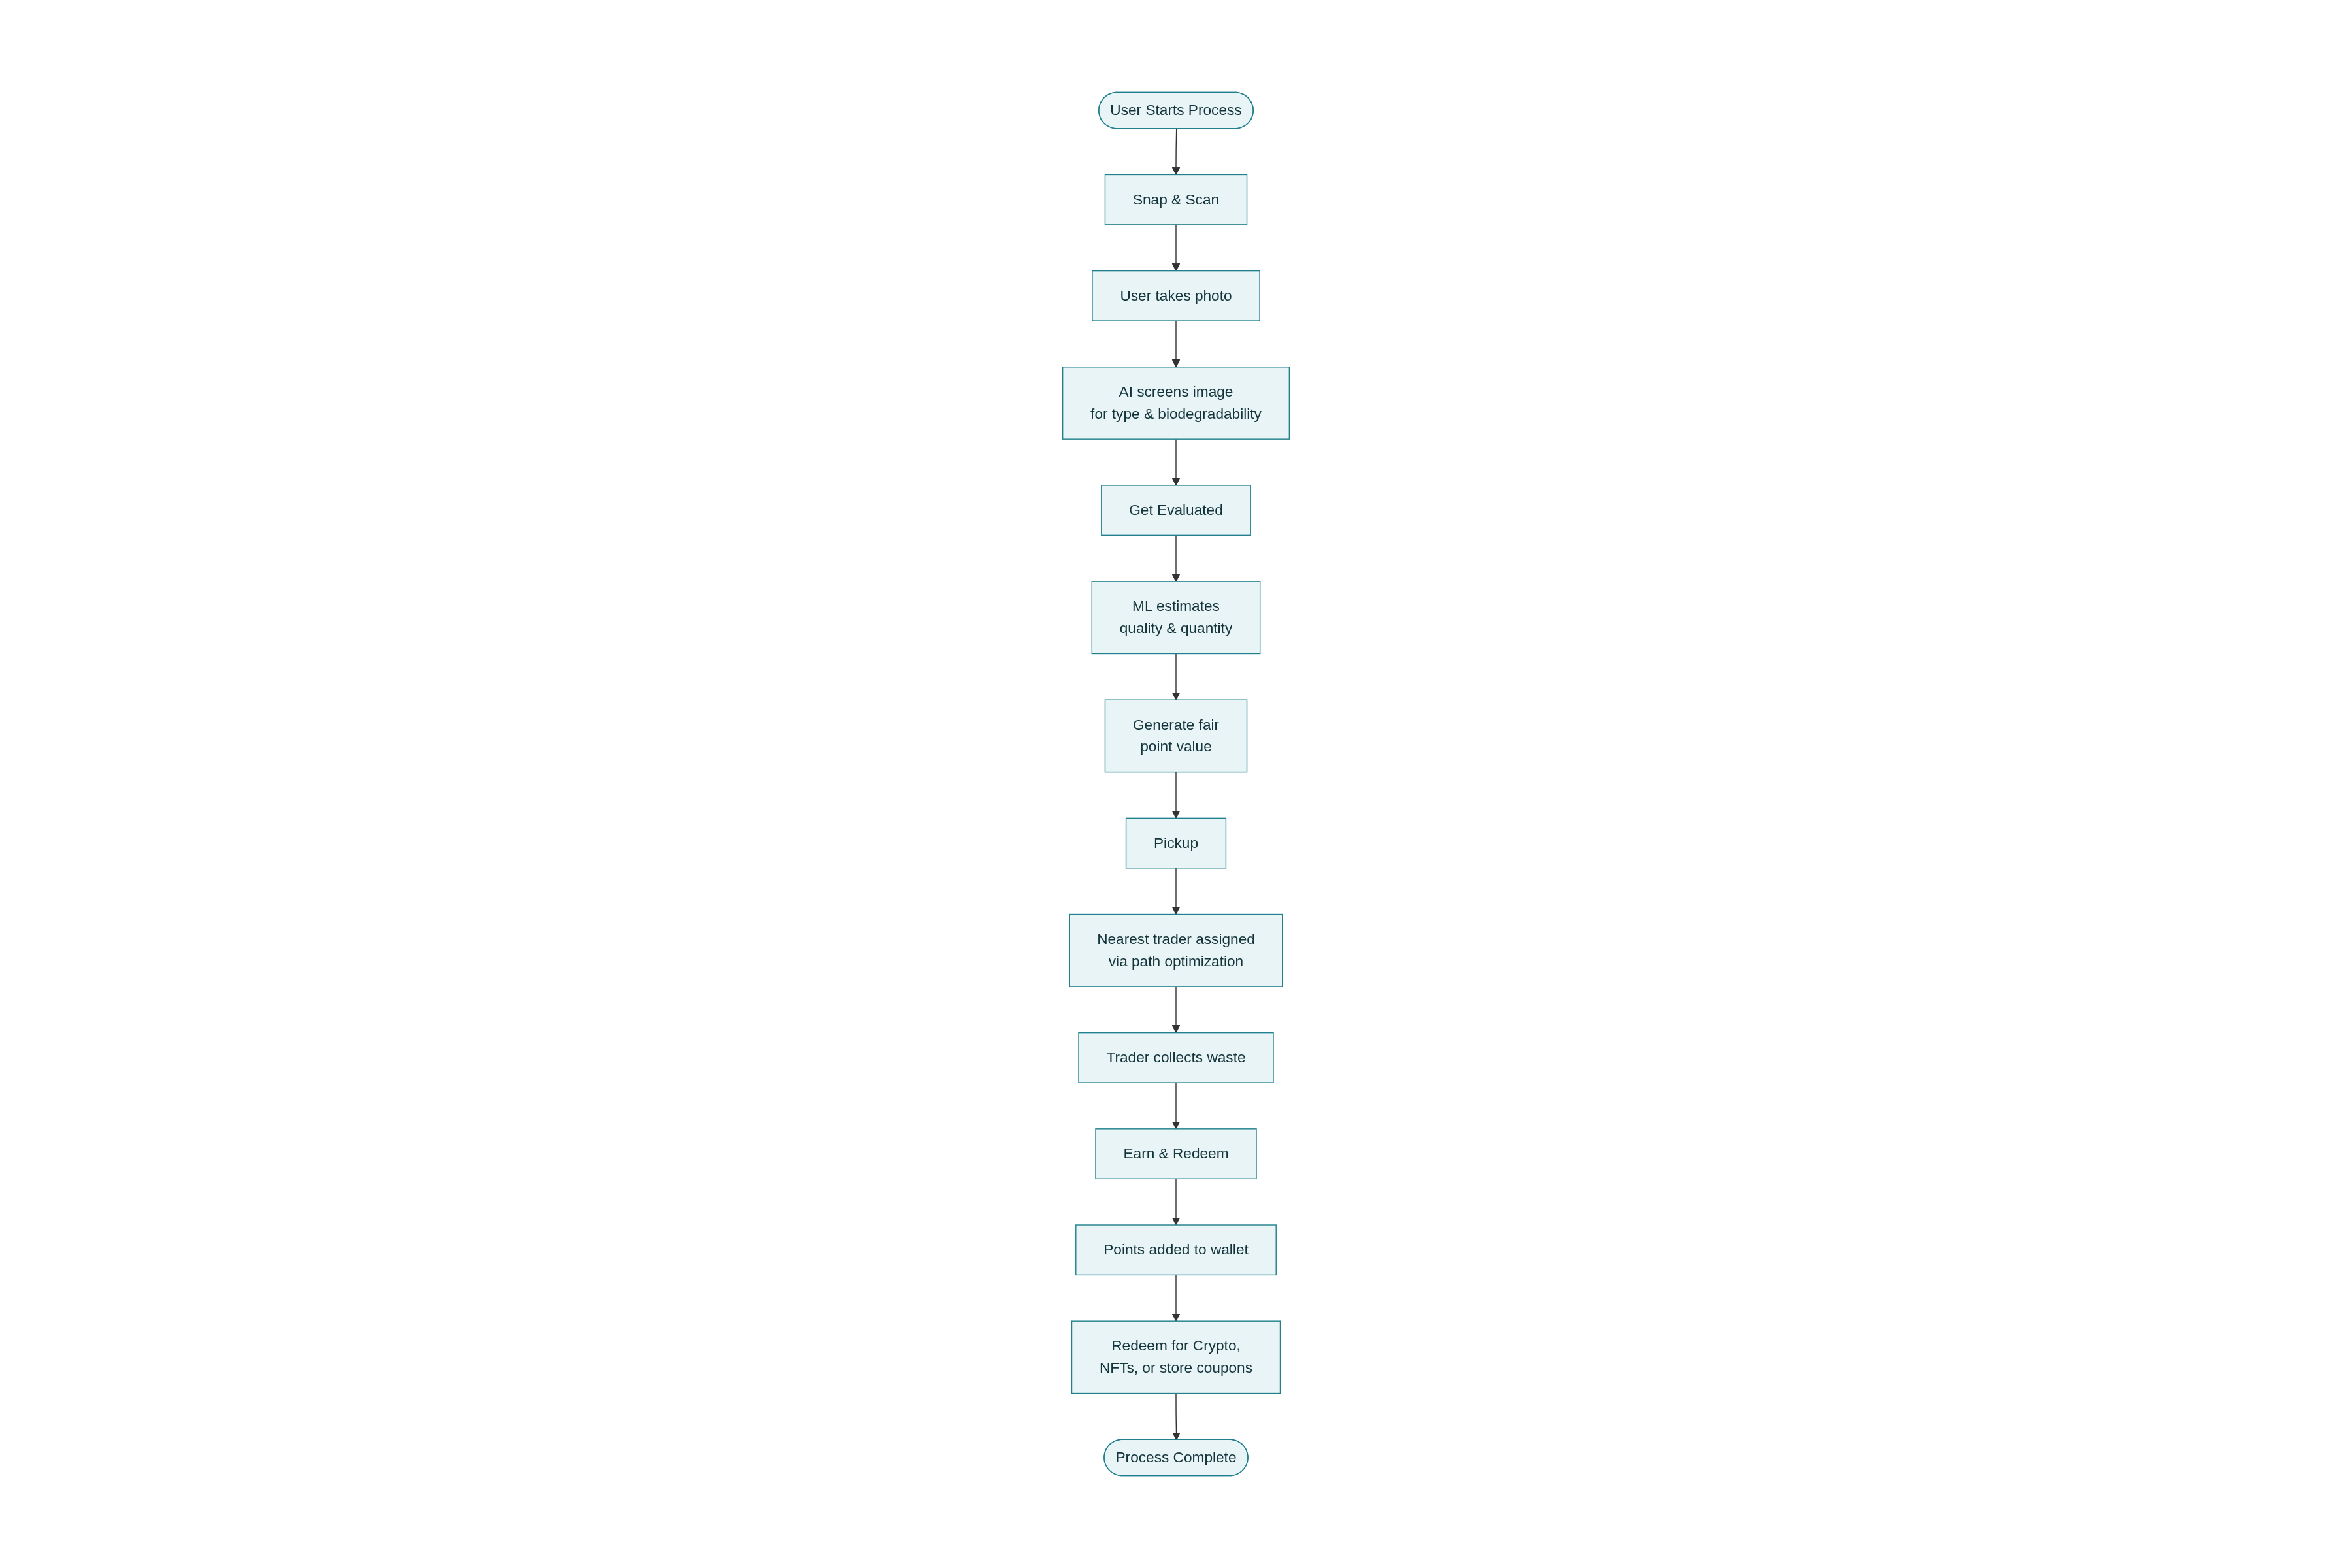 User Starts Process
Snap & Scan
User takes photo
AI screens image
for type & biodegradability
Get Evaluated
ML estimates
quality & quantity
Generate fair
point value
Pickup
Nearest trader assigned
via path optimization
Trader collects waste
Earn & Redeem
Points added to wallet
Redeem for Crypto,
NFTs, or store coupons
Process Complete